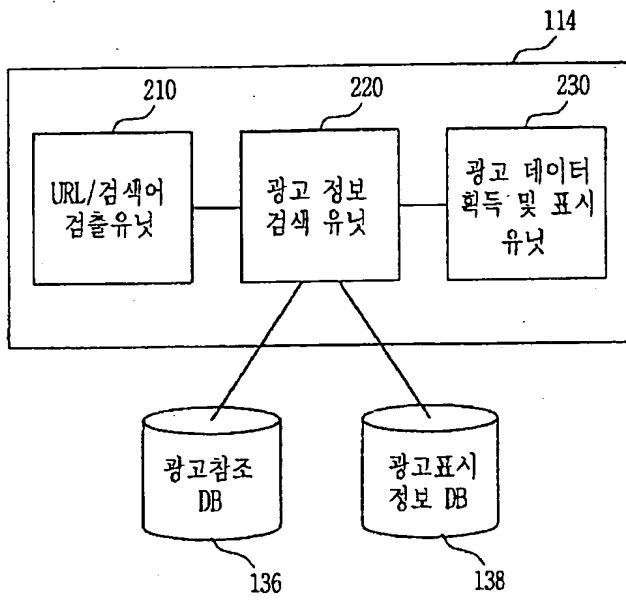 114
210
220
230
URL/검색어
검출유닛
광고 정보
검색 유닛
광고 데이터
획득 및 표시
유닛
광고참조
DB
광고표시
정보 DB
136
138